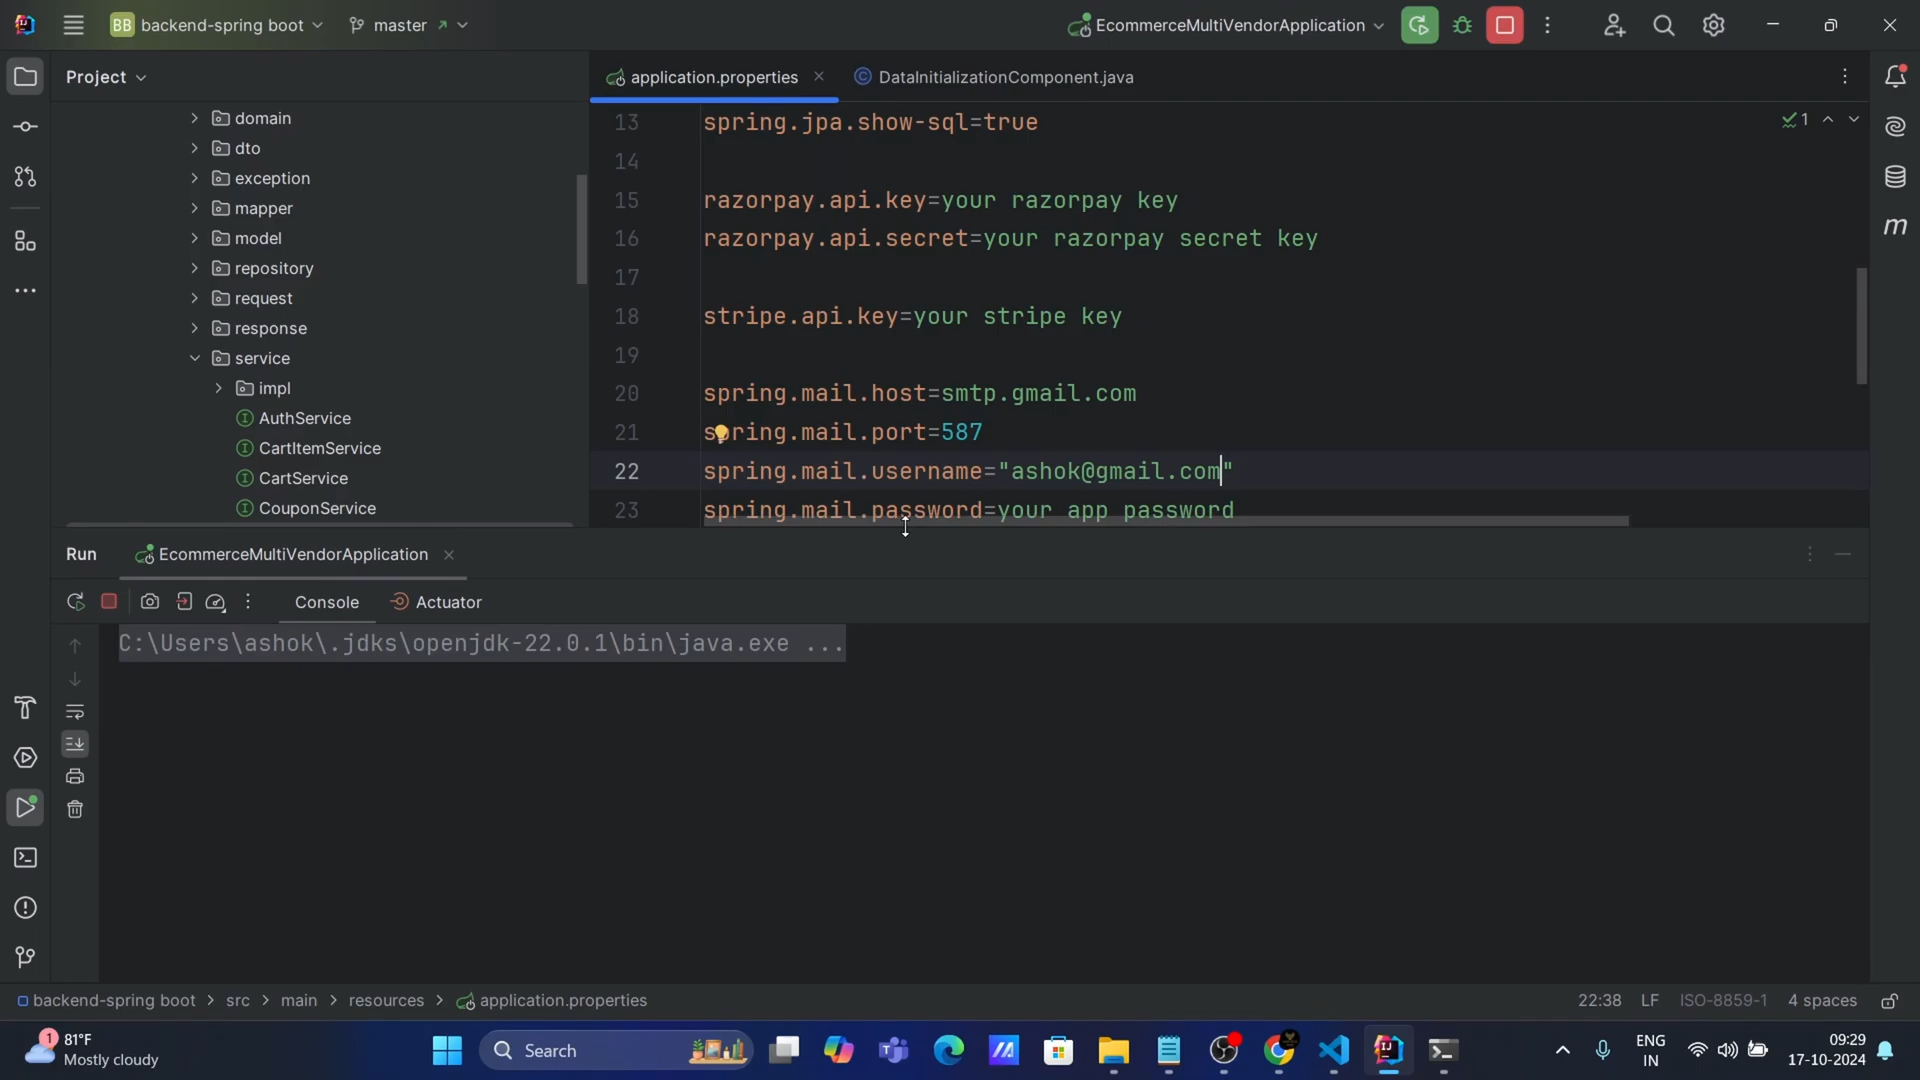 BB backend-spring boot
master
EcommerceMultiVendorApplication
Project
application.properties
DataInitializationComponent.java
domain
dto
exception
mapper
model
repository
request
response
service
impl
AuthService
CartItemService
CartService
CouponService
13 spring.jpa.show-sql=true
14
15 razorpay.api.key=your razorpay key
16 razorpay.api.secret=your razorpay secret key
17
18 stripe.api.key=your stripe key
19
20 spring.mail.host=smtp.gmail.com
21 spring.mail.port=587
22 spring.mail.username="ashok@gmail.com"
23 spring.mail.password=your app password
1
m
Run
EcommerceMultiVendorApplication
Console
Actuator
C:\Users\ashok\.jdks\openjdk-22.0.1\bin\java.exe ...
backend-spring boot > src > main > resources > application.properties
22:38 LF ISO-8859-1 4 spaces
1
81°F
Mostly cloudy
Search
ENG
IN
09:29
17-10-2024